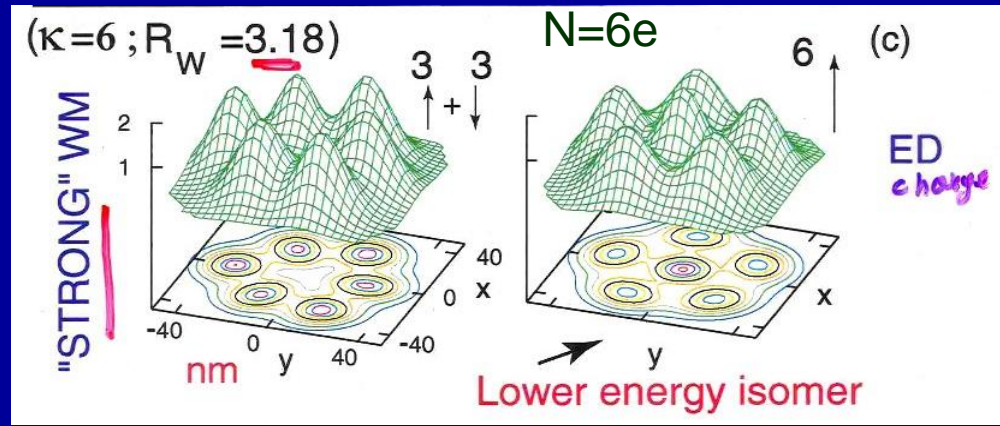 (κ=6 ; R_W =3.18)
N=6e
3↑ + 3↓
6↑
(c)
"STRONG" WM
2
1
ED
charge
40
0
x
-40
-40
0
y
40
nm
x
y
Lower energy isomer